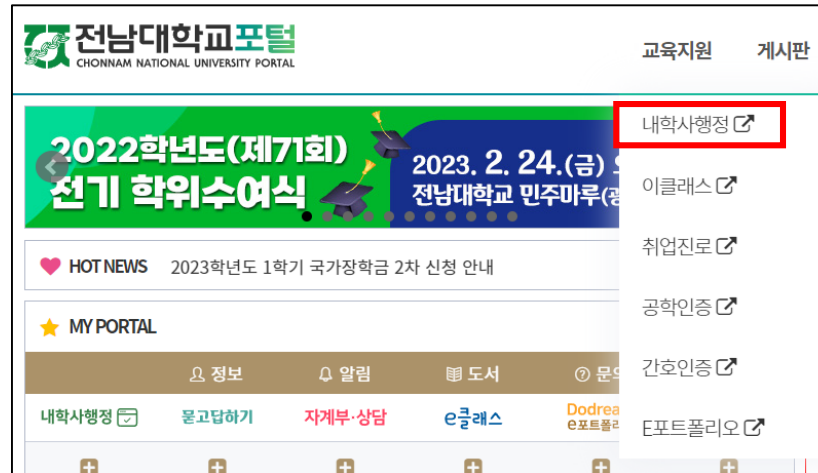 전남대학교포털
CHONNAM NATIONAL UNIVERSITY PORTAL
교육지원 게시판
내학사행정
이클래스
취업진로
공학인증
간호인증
E포트폴리오
2022학년도(제71회)
전기 학위수여식
2023. 2. 24.(금)
전남대학교 민주마루
HOT NEWS 2023학년도 1학기 국가장학금 2차 신청 안내
MY PORTAL
정보 알림 도서
내학사행정 묻고답하기 자계부·상담 e클래스